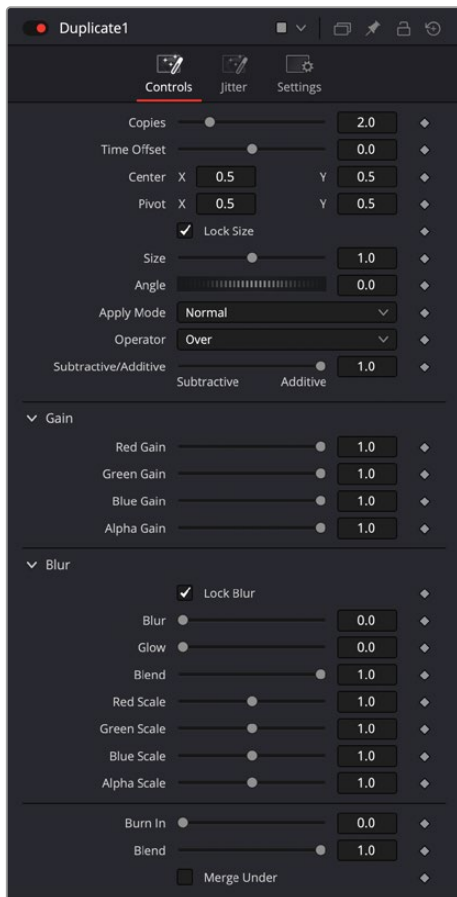 Duplicate1
Controls Jitter Settings
Copies 2.0
Time Offset 0.0
Center X 0.5 Y 0.5
Pivot X 0.5 Y 0.5
Lock Size
Size 1.0
Angle 0.0
Apply Mode Normal
Operator Over
Subtractive/Additive 1.0
Subtractive Additive
Gain
Red Gain 1.0
Green Gain 1.0
Blue Gain 1.0
Alpha Gain 1.0
Blur
Lock Blur
Blur 0.0
Glow 0.0
Blend 1.0
Red Scale 1.0
Green Scale 1.0
Blue Scale 1.0
Alpha Scale 1.0
Burn In 0.0
Blend 1.0
Merge Under